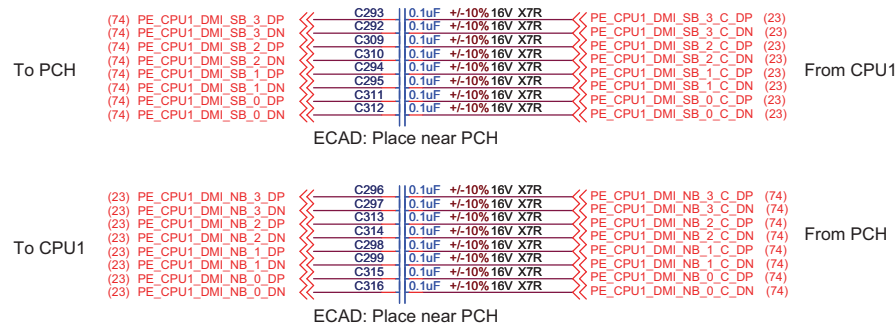 (74) PE_CPU1_DMI_SB_3_DP C293 0.1uF +/-10% 16V X7R PE_CPU1_DMI_SB_3_C_DP (23)
(74) PE_CPU1_DMI_SB_3_DN C292 0.1uF +/-10% 16V X7R PE_CPU1_DMI_SB_3_C_DN (23)
(74) PE_CPU1_DMI_SB_2_DP C309 0.1uF +/-10% 16V X7R PE_CPU1_DMI_SB_2_C_DP (23)
(74) PE_CPU1_DMI_SB_2_DN C310 0.1uF +/-10% 16V X7R PE_CPU1_DMI_SB_2_C_DN (23)
To PCH (74) PE_CPU1_DMI_SB_1_DP C294 0.1uF +/-10% 16V X7R PE_CPU1_DMI_SB_1_C_DP (23) From CPU1
(74) PE_CPU1_DMI_SB_1_DN C295 0.1uF +/-10% 16V X7R PE_CPU1_DMI_SB_1_C_DN (23)
(74) PE_CPU1_DMI_SB_0_DP C311 0.1uF +/-10% 16V X7R PE_CPU1_DMI_SB_0_C_DP (23)
(74) PE_CPU1_DMI_SB_0_DN C312 0.1uF +/-10% 16V X7R PE_CPU1_DMI_SB_0_C_DN (23)
ECAD: Place near PCH
(23) PE_CPU1_DMI_NB_3_DP C296 0.1uF +/-10% 16V X7R PE_CPU1_DMI_NB_3_C_DP (74)
(23) PE_CPU1_DMI_NB_3_DN C297 0.1uF +/-10% 16V X7R PE_CPU1_DMI_NB_3_C_DN (74)
(23) PE_CPU1_DMI_NB_2_DP C313 0.1uF +/-10% 16V X7R PE_CPU1_DMI_NB_2_C_DP (74)
(23) PE_CPU1_DMI_NB_2_DN C314 0.1uF +/-10% 16V X7R PE_CPU1_DMI_NB_2_C_DN (74)
To CPU1 (23) PE_CPU1_DMI_NB_1_DP C298 0.1uF +/-10% 16V X7R PE_CPU1_DMI_NB_1_C_DP (74) From PCH
(23) PE_CPU1_DMI_NB_1_DN C299 0.1uF +/-10% 16V X7R PE_CPU1_DMI_NB_1_C_DN (74)
(23) PE_CPU1_DMI_NB_0_DP C315 0.1uF +/-10% 16V X7R PE_CPU1_DMI_NB_0_C_DP (74)
(23) PE_CPU1_DMI_NB_0_DN C316 0.1uF +/-10% 16V X7R PE_CPU1_DMI_NB_0_C_DN (74)
ECAD: Place near PCH